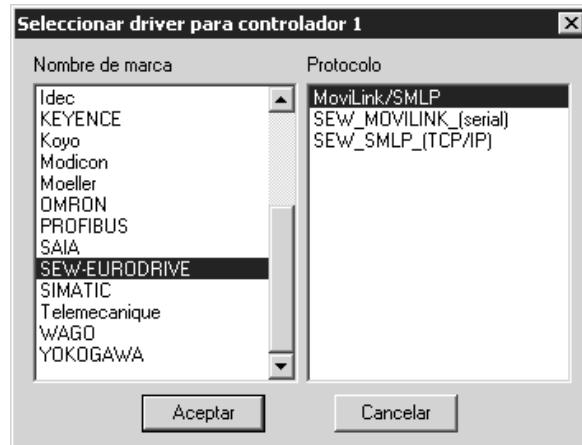 Seleccionar driver para controlador 1
Nombre de marca
Protocolo
Idec
KEYENCE
Koyo
Modicon
Moeller
OMRON
PROFIBUS
SAIA
SEW-EURODRIVE
SIMATIC
Telemecanique
WAGO
YOKOGAWA
MoviLink/SMLP
SEW_MOVILINK_(serial)
SEW_SMLP_(TCP/IP)
Aceptar
Cancelar